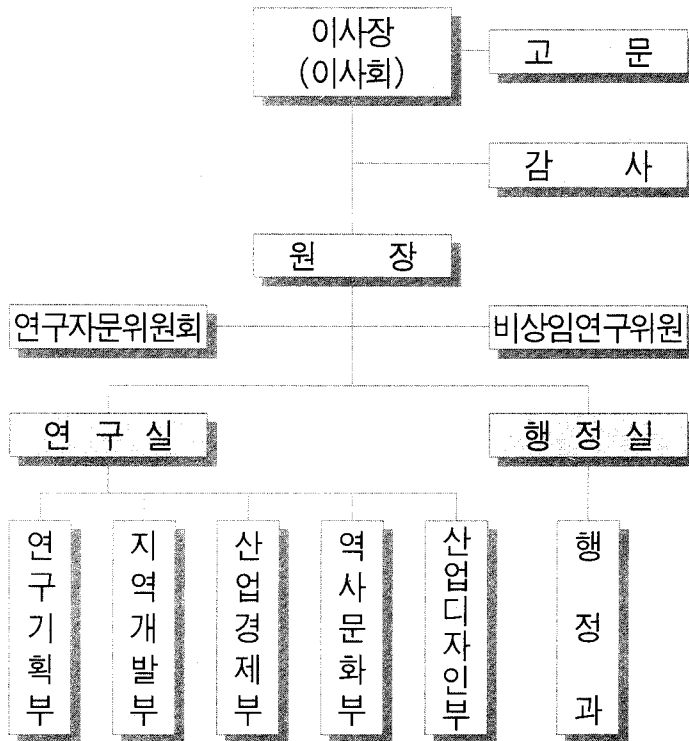 이사장
(이사회)
고 문
감 사
원 장
연구자문위원회
비상임연구위원
연 구 실
행 정 실
연구기획부
지역개발부
산업경제부
역사문화부
산업디자인부
행정과